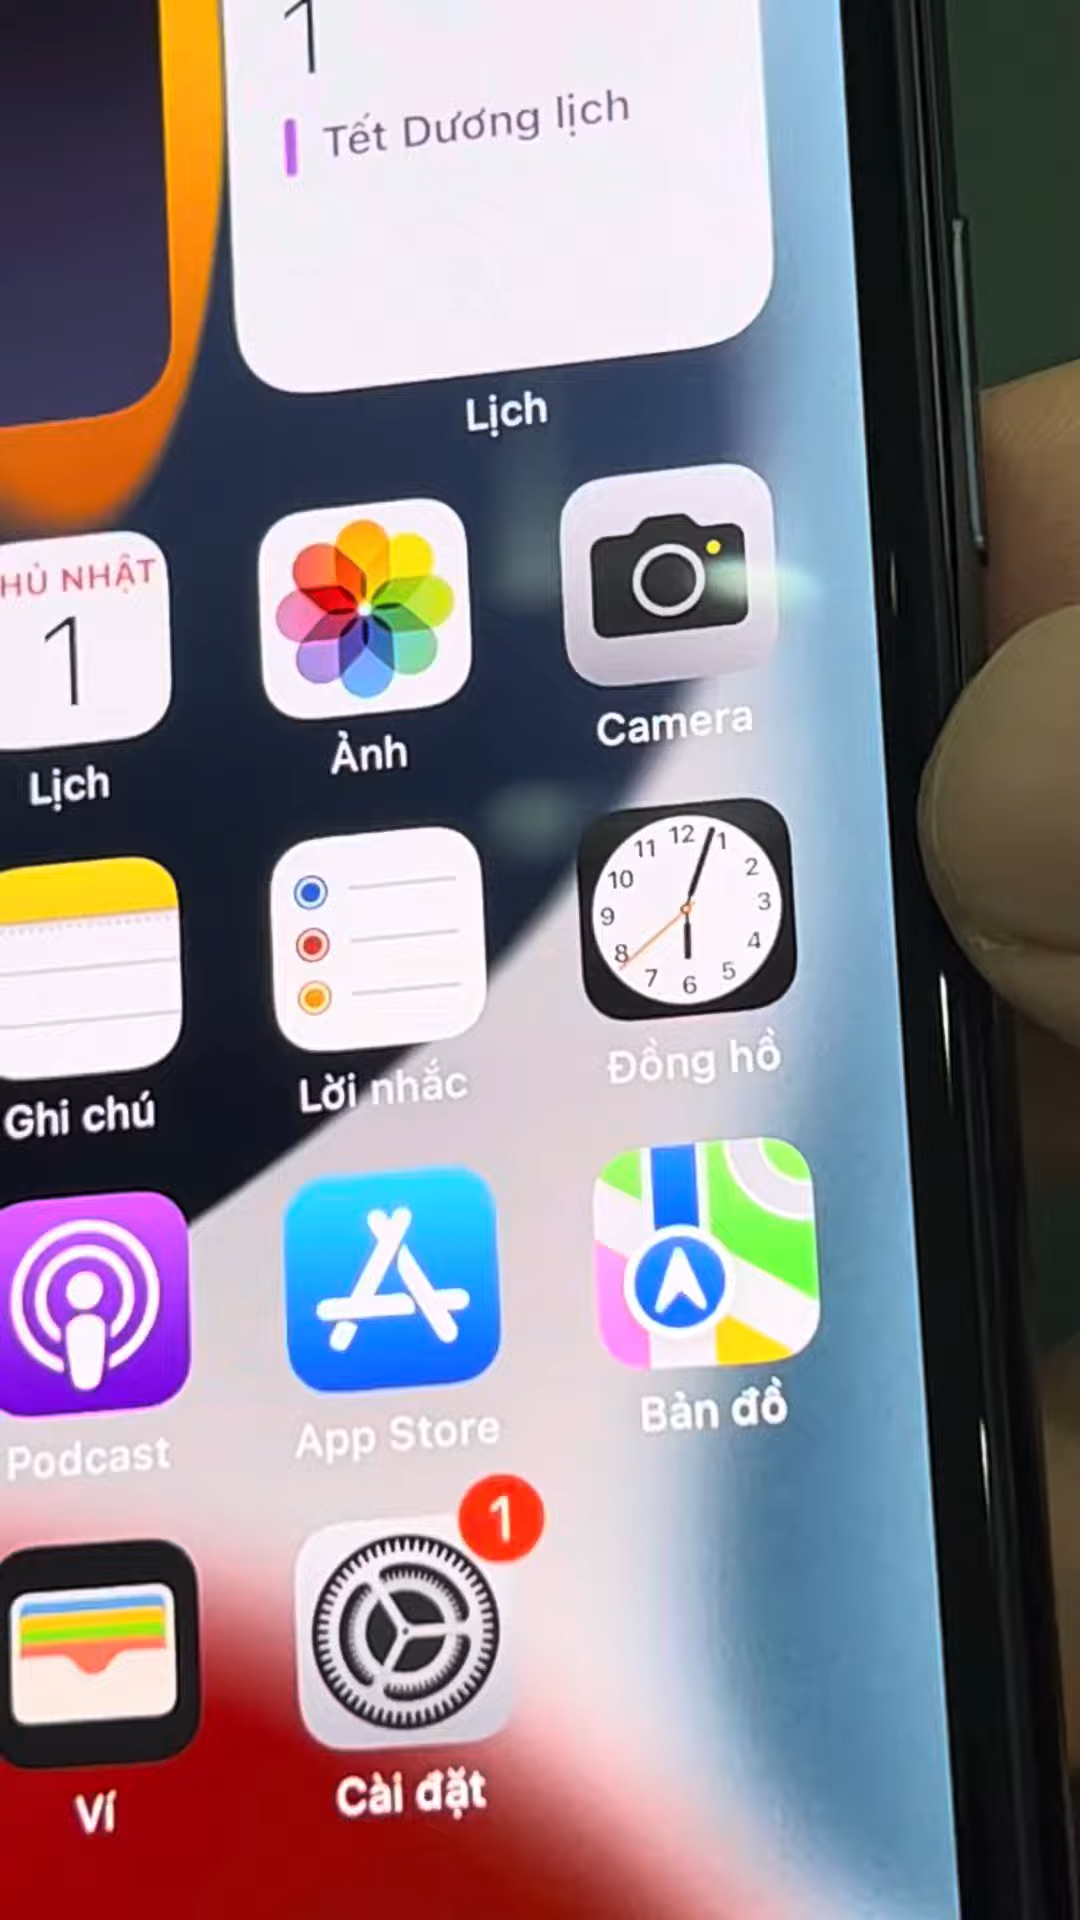 1
Tết Dương lịch
Lịch
HỦ NHẬT
1
Lịch
Ảnh
Camera
Ghi chú
Lời nhắc
12
1
2
3
4
5
6
7
8
9
10
11
Đồng hồ
Podcast
App Store
Bản đồ
Ví
1
Cài đặt